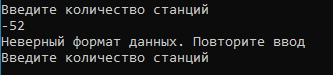 Введите количество станций
-52
Неверный формат данных. Повторите ввод
Введите количество станций